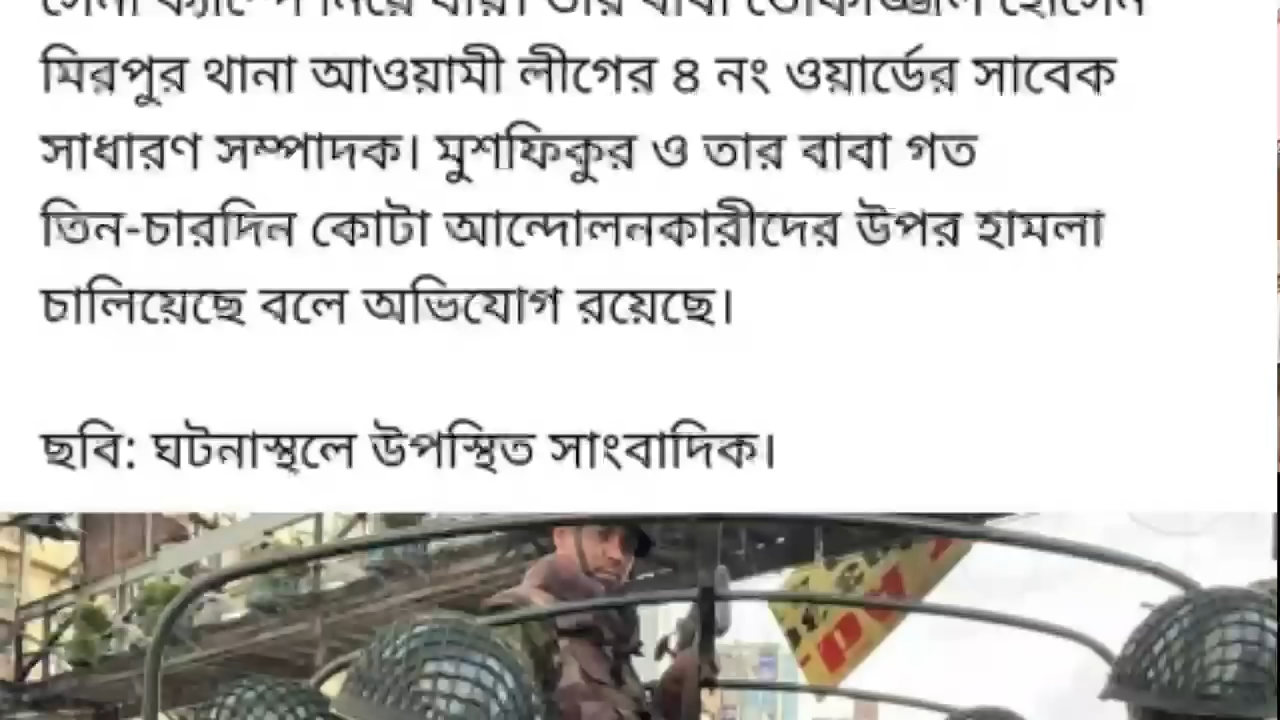 সেনা ক্যাম্পে নিয়ে যায়। তার বাবা তোফাজ্জল হোসেন
মিরপুর থানা আওয়ামী লীগের ৪ নং ওয়ার্ডের সাবেক
সাধারণ সম্পাদক। মুশফিকুর ও তার বাবা গত
তিন-চারদিন কোটা আন্দোলনকারীদের উপর হামলা
চালিয়েছে বলে অভিযোগ রয়েছে।
ছবি: ঘটনাস্থলে উপস্থিত সাংবাদিক।